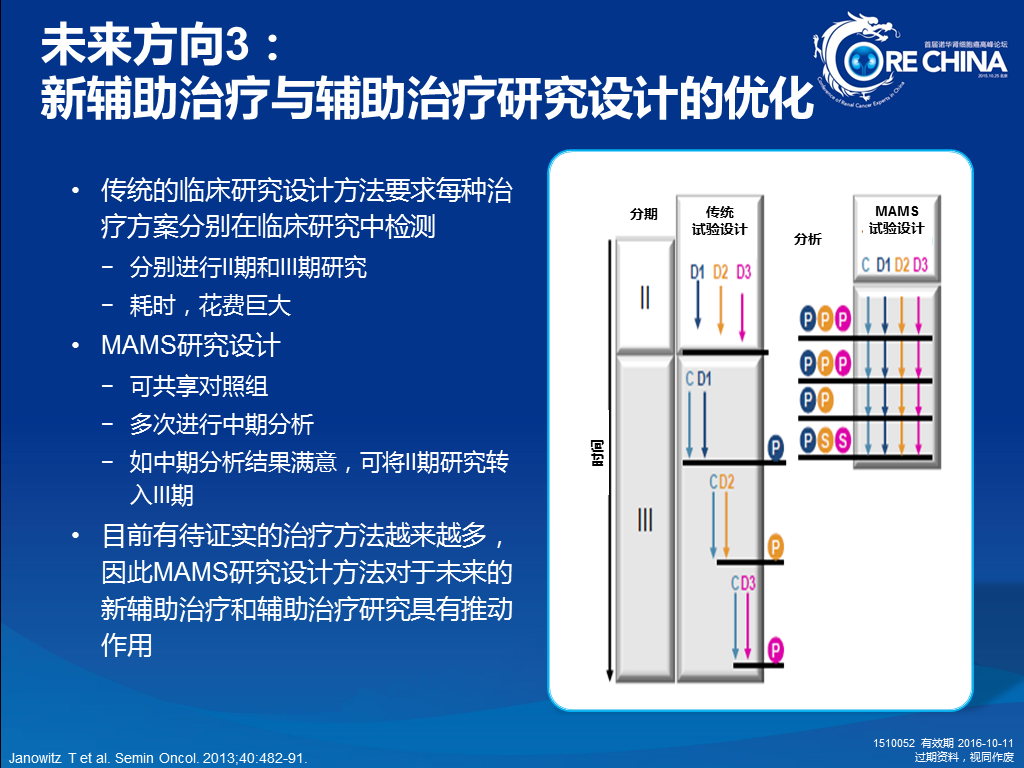 未来方向3：
新辅助治疗与辅助治疗研究设计的优化
首届诺华肾细胞癌高峰论坛
CORE CHINA
2015.10.25 北京
Conference of Renal Cancer Experts in China
• 传统的临床研究设计方法要求每种治
疗方案分别在临床研究中检测
– 分别进行II期和III期研究
– 耗时，花费巨大
• MAMS研究设计
– 可共享对照组
– 多次进行中期分析
– 如中期分析结果满意，可将II期研究转
入III期
• 目前有待证实的治疗方法越来越多，
因此MAMS研究设计方法对于未来的
新辅助治疗和辅助治疗研究具有推动
作用
分期
传统
试验设计
分析
MAMS
试验设计
D1 D2 D3
C D1 D2 D3
II
P P P
P P P
P P
P S S
时间
III
C D1
P
C D2
P
C D3
P
1510052 有效期 2016-10-11
过期资料，视同作废
Janowitz T et al. Semin Oncol. 2013;40:482-91.